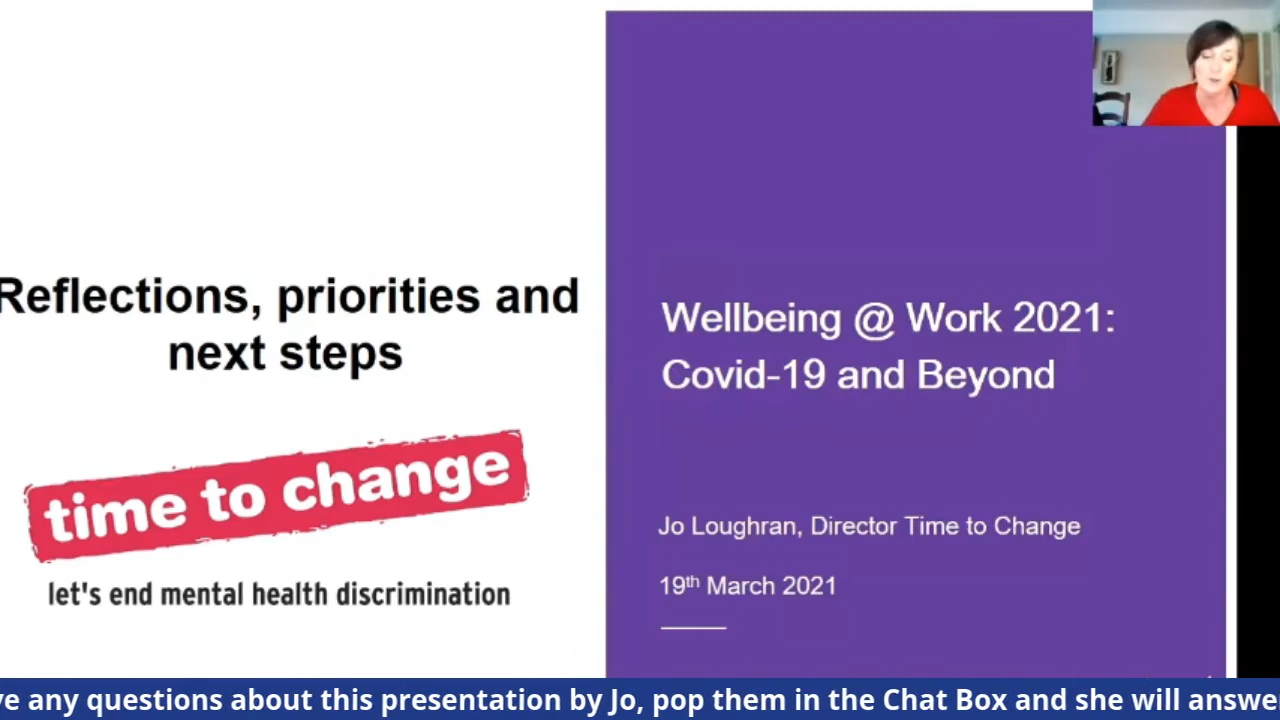 Reflections, priorities and
next steps
time to change
let's end mental health discrimination
Wellbeing @ Work 2021:
Covid-19 and Beyond
Jo Loughran, Director Time to Change
19th March 2021
any questions about this presentation by Jo, pop them in the Chat Box and she will